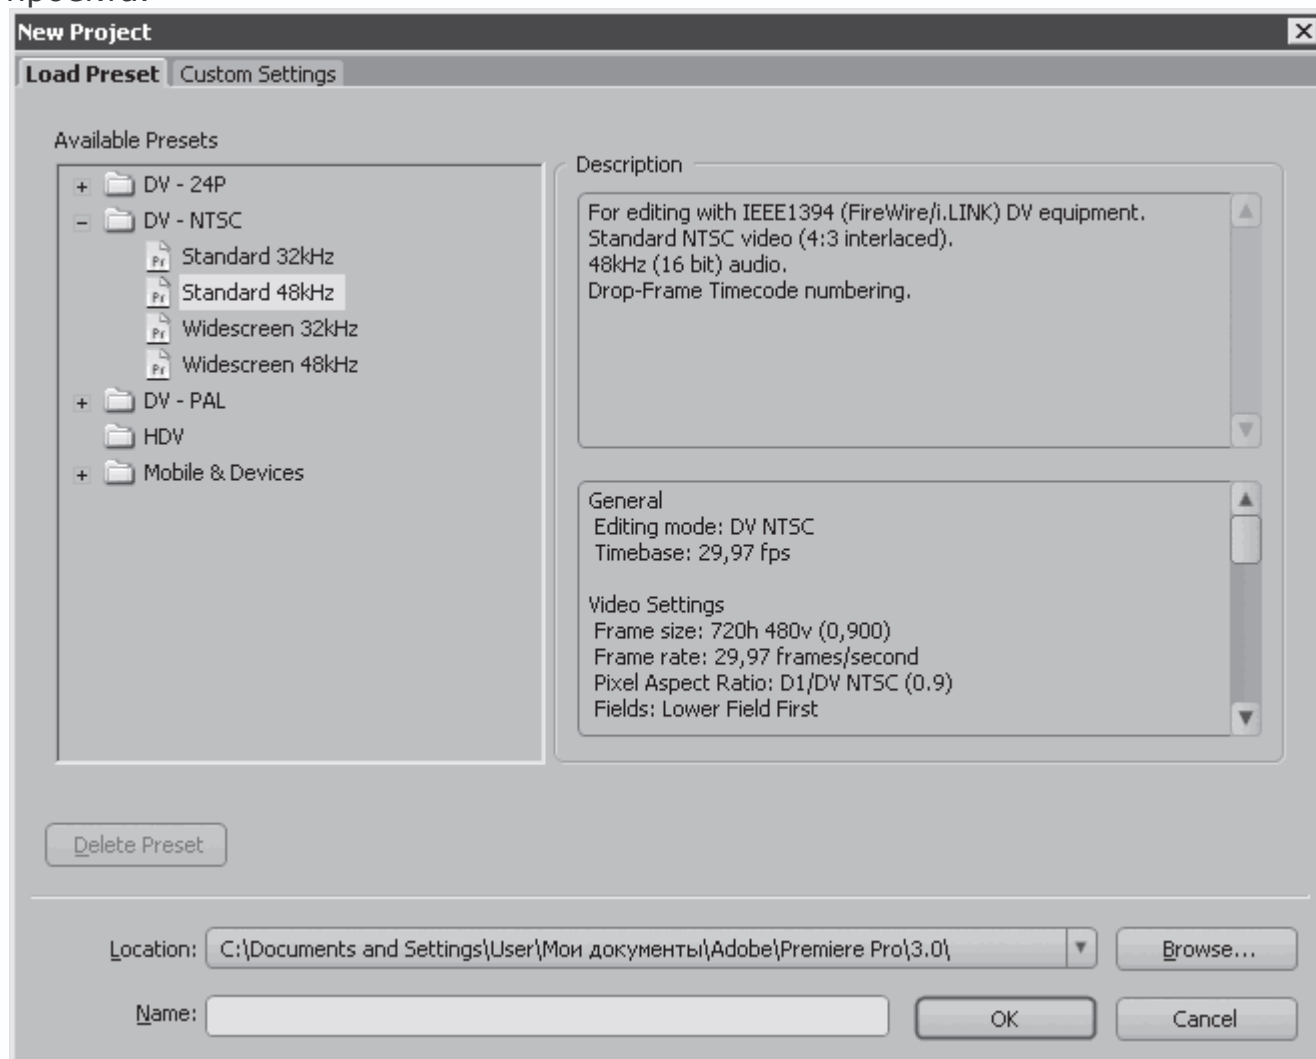 проекта.
New Project
Load Preset Custom Settings
Available Presets
DV - 24P
DV - NTSC
Standard 32kHz
Standard 48kHz
Widescreen 32kHz
Widescreen 48kHz
DV - PAL
HDV
Mobile & Devices
Description
For editing with IEEE1394 (FireWire/i.LINK) DV equipment.
Standard NTSC video (4:3 interlaced).
48kHz (16 bit) audio.
Drop-Frame Timecode numbering.
General
Editing mode: DV NTSC
Timebase: 29,97 fps
Video Settings
Frame size: 720h 480v (0,900)
Frame rate: 29,97 frames/second
Pixel Aspect Ratio: D1/DV NTSC (0.9)
Fields: Lower Field First
Delete Preset
Location: C:\Documents and Settings\User\Мои документы\Adobe\Premiere Pro\3.0\ Browse...
Name: OK Cancel